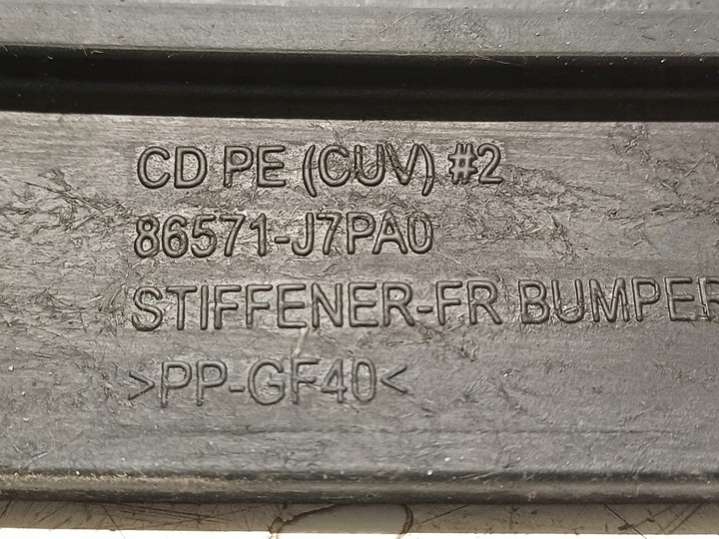 CD PE (CUV) #2
86571-J7PA0
STIFFENER-FR BUMPER
>PP-GF40<